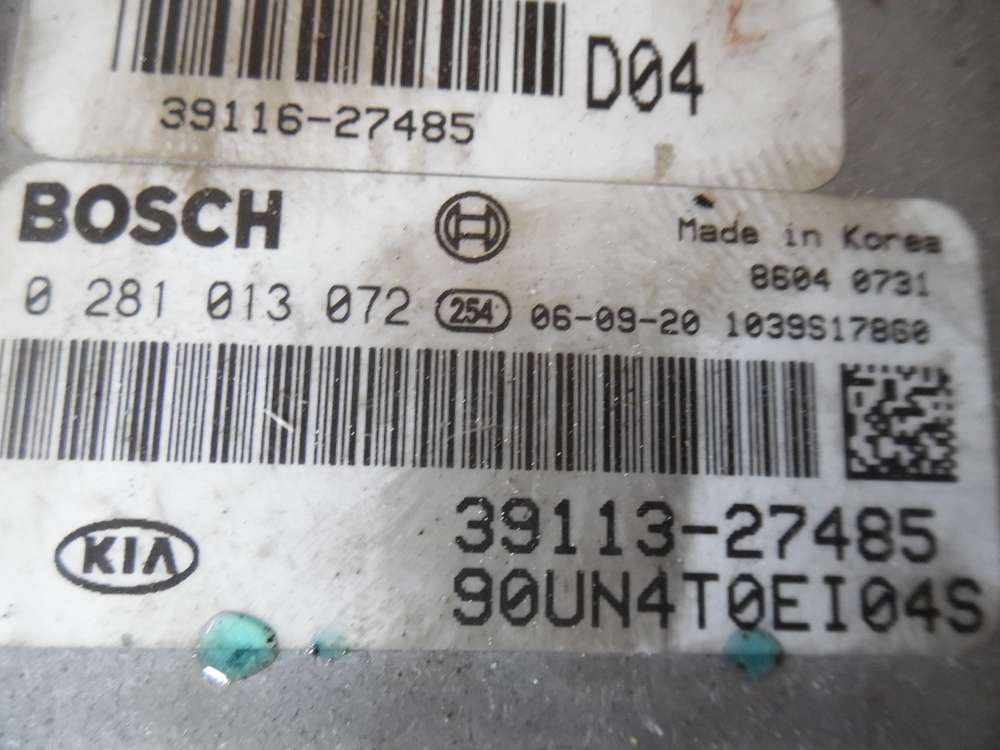 D04
39116-27485
BOSCH
Made in Korea
8604 0731
0 281 013 072 254 06-09-20 1039S17860
39113-27485
KIA
90UN4T0EI04S